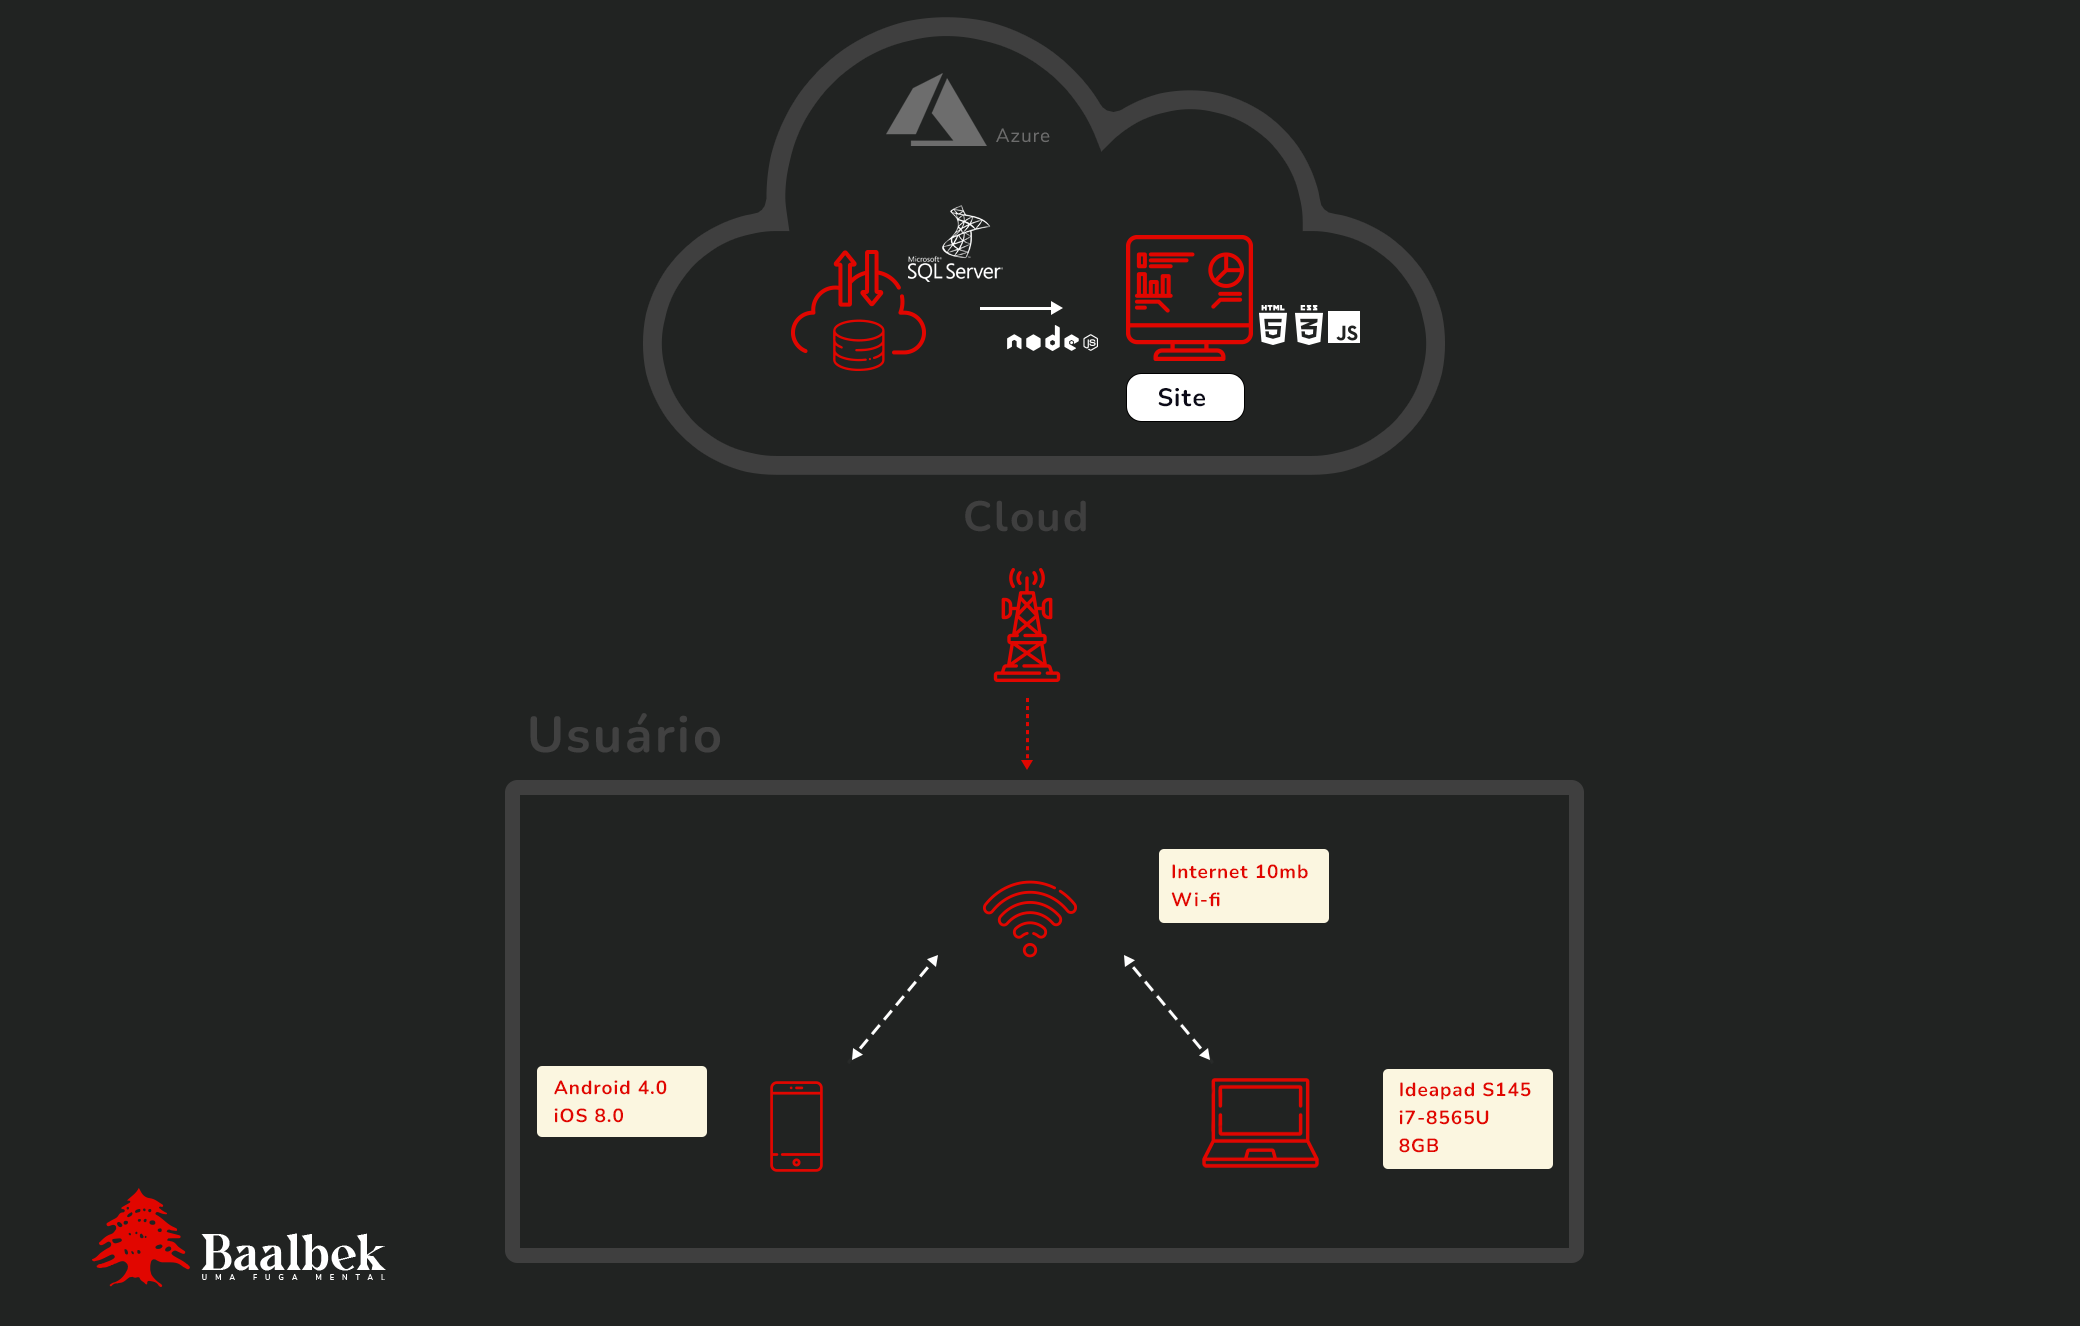 Azure
Microsoft®
SQL Server
node
JS
HTML
5
CSS
3
JS
Site
Cloud
Usuário
Internet 10mb
Wi-fi
Android 4.0
iOS 8.0
Ideapad S145
i7-8565U
8GB
Baalbek
UMA FUGA MENTAL